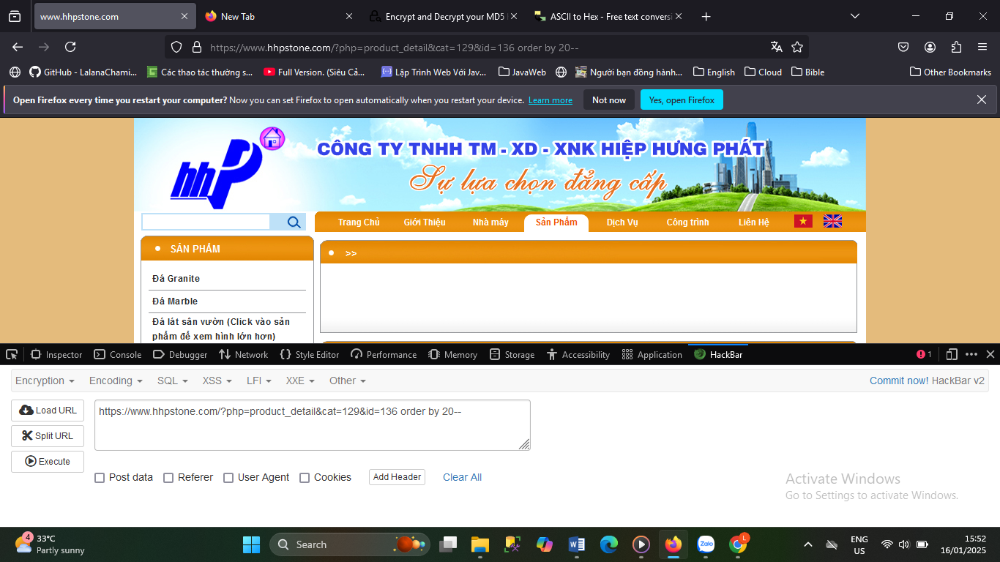 www.hhpstone.com
New Tab
Encrypt and Decrypt your MD5
ASCII to Hex - Free text conversi
https://www.hhpstone.com/?php=product_detail&cat=129&id=136 order by 20--
GitHub - LalanaChami...
Các thao tác thường s...
Full Version. (Siêu Cả...
Lập Trình Web Với Jav...
JavaWeb
Người bạn đồng hành...
English
Cloud
Bible
Other Bookmarks
Open Firefox every time you restart your computer? Now you can set Firefox to open automatically when you restart your device. Learn more
Not now
Yes, open Firefox
hhP
CÔNG TY TNHH TM - XD - XNK HIỆP HƯNG PHÁT
Sự lựa chọn đẳng cấp
Trang Chủ
Giới Thiệu
Nhà máy
Sản Phẩm
Dịch Vụ
Công trình
Liên Hệ
SẢN PHẨM
>>
Đá Granite
Đá Marble
Đá lát sân vườn (Click vào sản
phẩm để xem hình lớn hơn)
Inspector
Console
Debugger
Network
Style Editor
Performance
Memory
Storage
Accessibility
Application
HackBar
1
Encryption
Encoding
SQL
XSS
LFI
XXE
Other
Commit now! HackBar v2
Load URL
Split URL
Execute
https://www.hhpstone.com/?php=product_detail&cat=129&id=136 order by 20--
Post data
Referer
User Agent
Cookies
Add Header
Clear All
Activate Windows
Go to Settings to activate Windows.
4
33°C
Partly sunny
Search
Zalo
L
ENG
US
15:52
16/01/2025